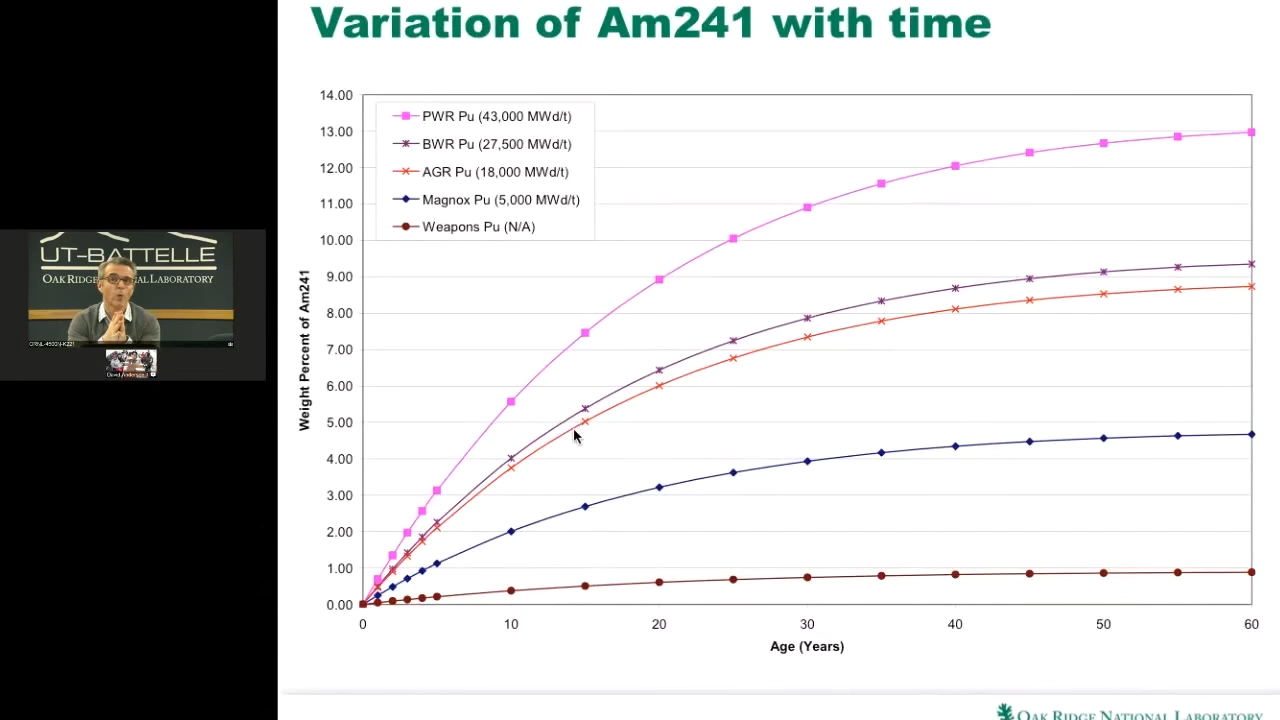 Variation of Am241 with time
14.00
13.00
12.00
11.00
10.00
9.00
8.00
7.00
6.00
5.00
4.00
3.00
2.00
1.00
0.00
Weight Percent of Am241
PWR Pu (43,000 MWd/t)
BWR Pu (27,500 MWd/t)
AGR Pu (18,000 MWd/t)
Magnox Pu (5,000 MWd/t)
Weapons Pu (N/A)
0 10 20 30 40 50 60
Age (Years)
UT-BATTELLE
OAK RIDGE NATIONAL LABORATORY
David Anderson
OAK RIDGE NATIONAL LABORATORY